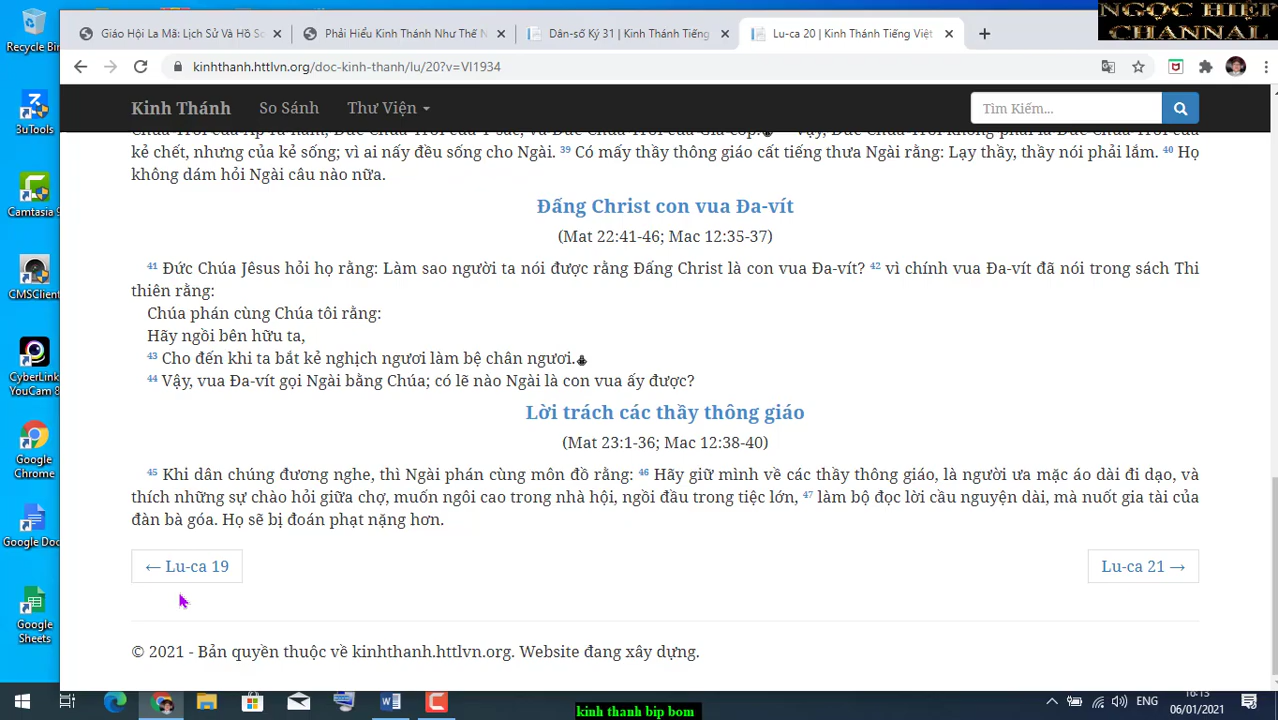 NGỌC HIỆP
CHANNAL
Recycle Bin
Giáo Hội La Mã: Lịch Sử Và Hồ Sơ
Phải Hiểu Kinh Thánh Như Thế N
Dân-số Ký 31 | Kinh Thánh Tiếng
Lu-ca 20 | Kinh Thánh Tiếng Việt
kinhthanh.httlvn.org/doc-kinh-thanh/lu/20?v=VI1934
Kinh Thánh So Sánh Thư Viện Tìm Kiếm...
3uTools
kẻ chết, nhưng của kẻ sống; vì ai nấy đều sống cho Ngài. 39 Có mấy thầy thông giáo cất tiếng thưa Ngài rằng: Lạy thầy, thầy nói phải lắm. 40 Họ
không dám hỏi Ngài câu nào nữa.
Camtasia 9
Đấng Christ con vua Đa-vít
(Mat 22:41-46; Mac 12:35-37)
41 Đức Chúa Jêsus hỏi họ rằng: Làm sao người ta nói được rằng Đấng Christ là con vua Đa-vít? 42 vì chính vua Đa-vít đã nói trong sách Thi
thiên rằng:
CMSClient
Chúa phán cùng Chúa tôi rằng:
Hãy ngồi bên hữu ta,
43 Cho đến khi ta bắt kẻ nghịch ngươi làm bệ chân ngươi.
44 Vậy, vua Đa-vít gọi Ngài bằng Chúa; có lẽ nào Ngài là con vua ấy được?
CyberLink
YouCam 8
Lời trách các thầy thông giáo
(Mat 23:1-36; Mac 12:38-40)
Google
Chrome
45 Khi dân chúng đương nghe, thì Ngài phán cùng môn đồ rằng: 46 Hãy giữ mình về các thầy thông giáo, là người ưa mặc áo dài đi dạo, và
thích những sự chào hỏi giữa chợ, muốn ngôi cao trong nhà hội, ngồi đầu trong tiệc lớn, 47 làm bộ đọc lời cầu nguyện dài, mà nuốt gia tài của
đàn bà góa. Họ sẽ bị đoán phạt nặng hơn.
Google Doc
← Lu-ca 19
Lu-ca 21 →
Google
Sheets
© 2021 - Bản quyền thuộc về kinhthanh.httlvn.org. Website đang xây dựng.
ENG
16:13
06/01/2021
kinh thanh bip bom